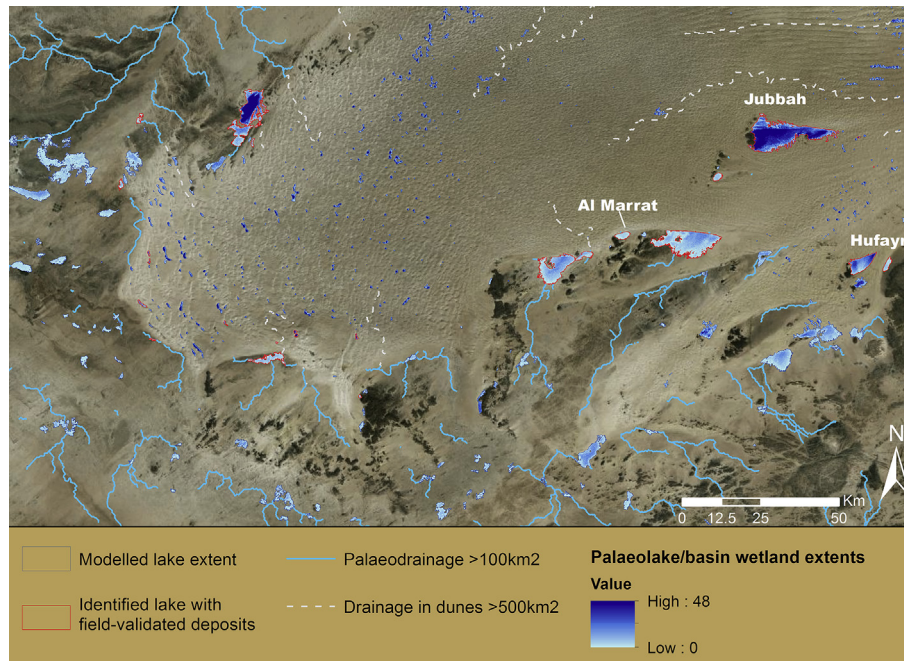 Jubbah
Al Marrat
Hufayr
N
Km
0 12.5 25 50
Modelled lake extent
Palaeodrainage >100km2
Palaeolake/basin wetland extents
Value
High : 48
Identified lake with
field-validated deposits
Drainage in dunes >500km2
Low : 0